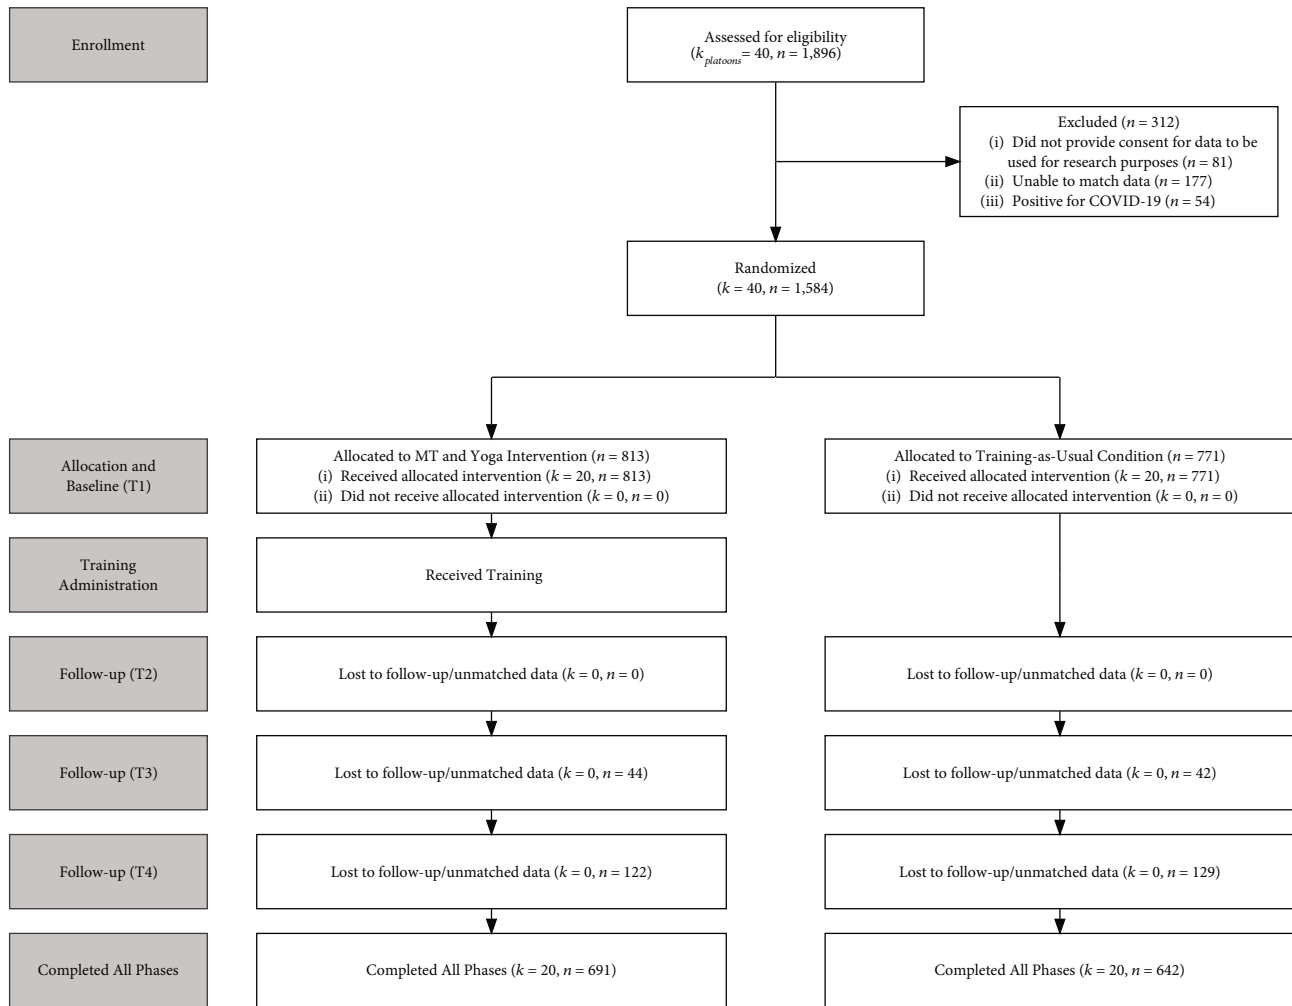 Enrollment
Assessed for eligibility
(k platoons = 40, n = 1,896)
Excluded (n = 312)
(i) Did not provide consent for data to be
used for research purposes (n = 81)
(ii) Unable to match data (n = 177)
(iii) Positive for COVID-19 (n = 54)
Randomized
(k = 40, n = 1,584)
Allocation and
Baseline (T1)
Allocated to MT and Yoga Intervention (n = 813)
(i) Received allocated intervention (k = 20, n = 813)
(ii) Did not receive allocated intervention (k = 0, n = 0)
Allocated to Training-as-Usual Condition (n = 771)
(i) Received allocated intervention (k = 20, n = 771)
(ii) Did not receive allocated intervention (k = 0, n = 0)
Training
Administration
Received Training
Follow-up (T2)
Lost to follow-up/unmatched data (k = 0, n = 0)
Lost to follow-up/unmatched data (k = 0, n = 0)
Follow-up (T3)
Lost to follow-up/unmatched data (k = 0, n = 44)
Lost to follow-up/unmatched data (k = 0, n = 42)
Follow-up (T4)
Lost to follow-up/unmatched data (k = 0, n = 122)
Lost to follow-up/unmatched data (k = 0, n = 129)
Completed All Phases
Completed All Phases (k = 20, n = 691)
Completed All Phases (k = 20, n = 642)